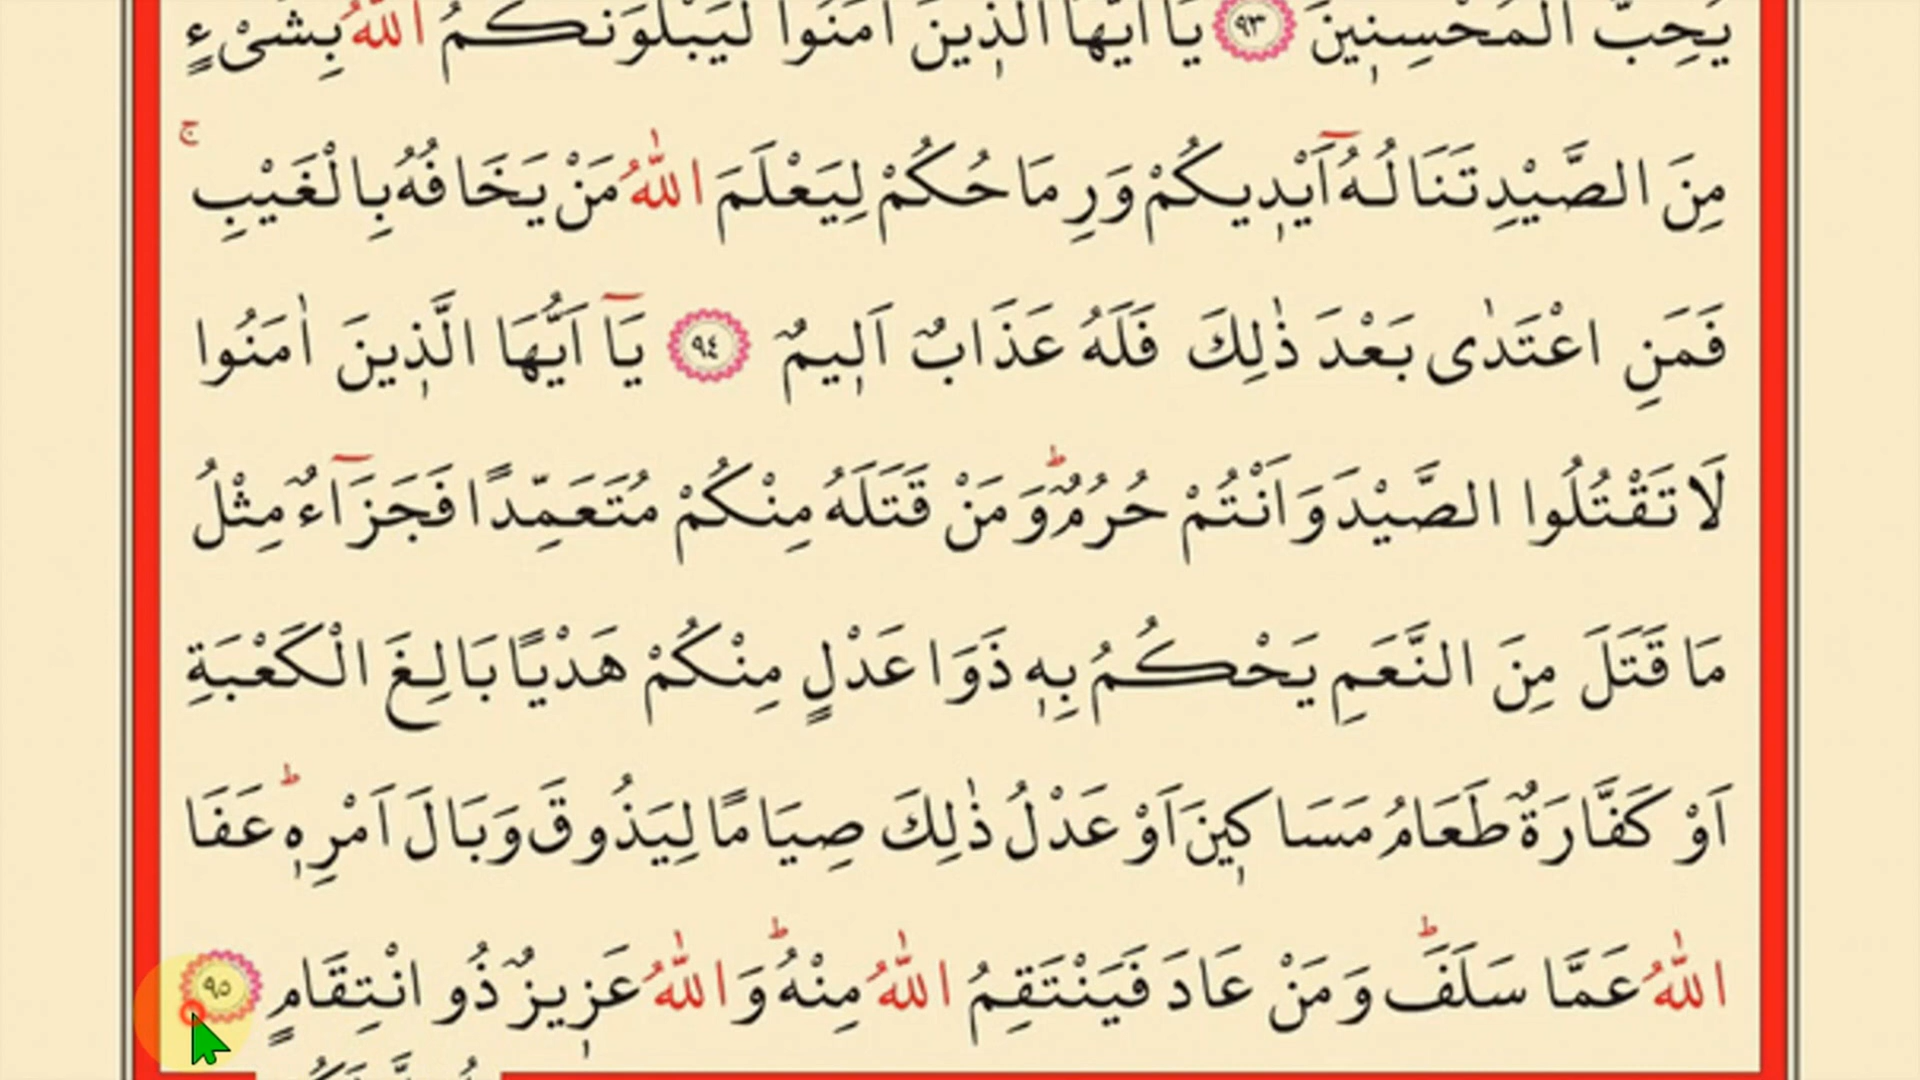 يُحِبُّ الْمُحْسِنٖينَ ﴿٩٣﴾ يَٓا اَيُّهَا الَّذٖينَ اٰمَنُوا لَيَبْلُوَنَّكُمُ اللّٰهُ بِشَىْءٍ
مِنَ الصَّيْدِ تَنَالُهُٓ اَيْدٖيكُمْ وَرِمَاحُكُمْ لِيَعْلَمَ اللّٰهُ مَنْ يَخَافُهُ بِالْغَيْبِۚ
فَمَنِ اعْتَدٰى بَعْدَ ذٰلِكَ فَلَهُ عَذَابٌ اَلٖيمٌ ﴿٩٤﴾ يَٓا اَيُّهَا الَّذٖينَ اٰمَنُوا
لَا تَقْتُلُوا الصَّيْدَ وَاَنْتُمْ حُرُمٌؕ وَمَنْ قَتَلَهُ مِنْكُمْ مُتَعَمِّدًا فَجَزَٓاءٌ مِثْلُ
مَا قَتَلَ مِنَ النَّعَمِ يَحْكُمُ بِهٖ ذَوَا عَدْلٍ مِنْكُمْ هَدْيًا بَالِغَ الْكَعْبَةِ
اَوْ كَفَّارَةٌ طَعَامُ مَسَاكٖينَ اَوْ عَدْلُ ذٰلِكَ صِيَامًا لِيَذُوقَ وَبَالَ اَمْرِهٖؕ عَفَا
اللّٰهُ عَمَّا سَلَفَؕ وَمَنْ عَادَ فَيَنْتَقِمُ اللّٰهُ مِنْهُؕ وَاللّٰهُ عَزٖيزٌ ذُو انْتِقَامٍ ﴿٩٥﴾